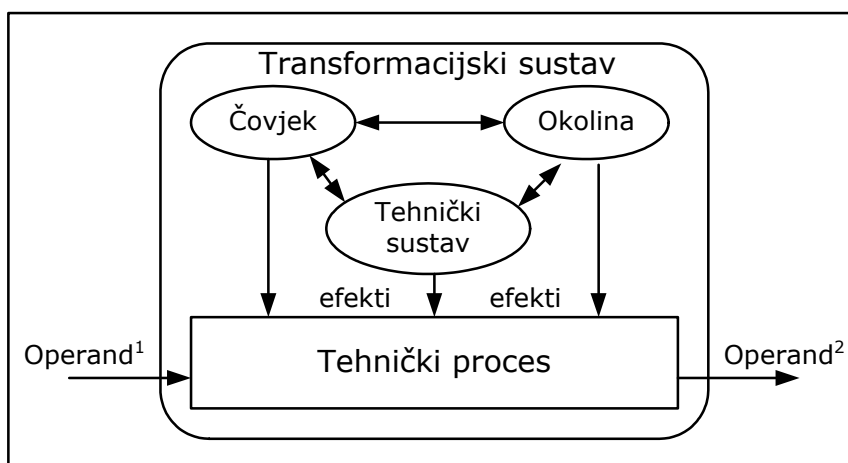 Transformacijski sustav
Čovjek
Okolina
Tehnički
sustav
efekti
efekti
Operand¹
Tehnički proces
Operand²